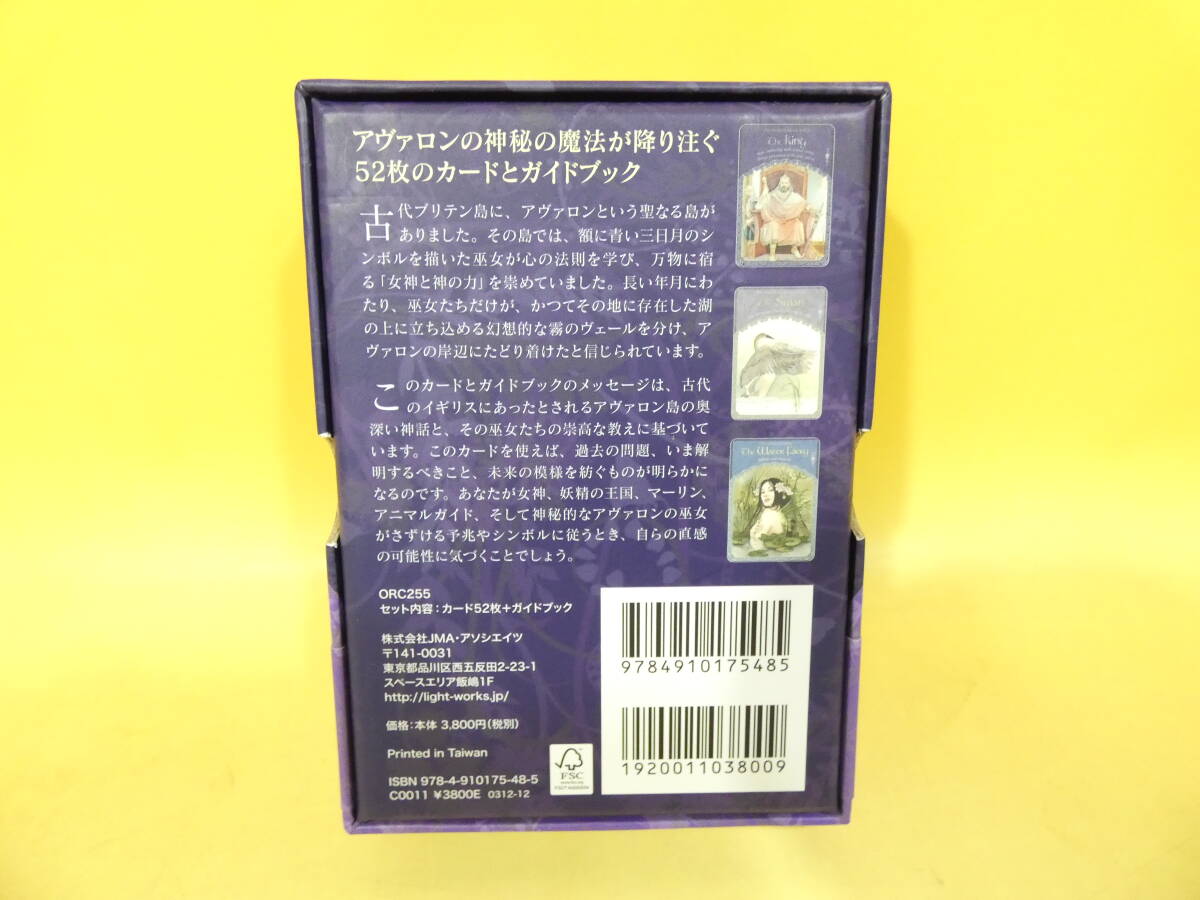 アヴァロンの神秘の魔法が降り注ぐ
52枚のカードとガイドブック
古代ブリテン島に、アヴァロンという聖なる島が
ありました。その島では、額に青い三日月のシ
ンボルを描いた巫女が心の法則を学び、万物に宿
る「女神と神の力」を崇めていました。長い年月にわ
たり、巫女たちだけが、かつてその地に存在した湖
の上に立ち込める幻想的な霧のヴェールを分け、ア
ヴァロンの岸辺にたどり着けたと信じられています。
このカードとガイドブックのメッセージは、古代
のイギリスにあったとされるアヴァロン島の奥
深い神話と、その巫女たちの崇高な教えに基づいて
います。このカードを使えば、過去の問題、いま解
明するべきこと、未来の模様を紡ぐものが明らかに
なるのです。あなたが女神、妖精の王国、マーリン、
アニマルガイド、そして神秘的なアヴァロンの巫女
がさずける予兆やシンボルに従うとき、自らの直感
の可能性に気づくことでしょう。
The King
The Swan
The Water Faery
ORC255
セット内容:カード52枚+ガイドブック
株式会社JMA・アソシエイツ
〒141-0031
東京都品川区西五反田2-23-1
スペースエリア飯嶋1F
http://light-works.jp/
価格:本体 3,800円(税別)
Printed in Taiwan
ISBN 978-4-910175-48-5
C0011 ¥3800E 0312-12
FSC
9784910175485
1920011038009